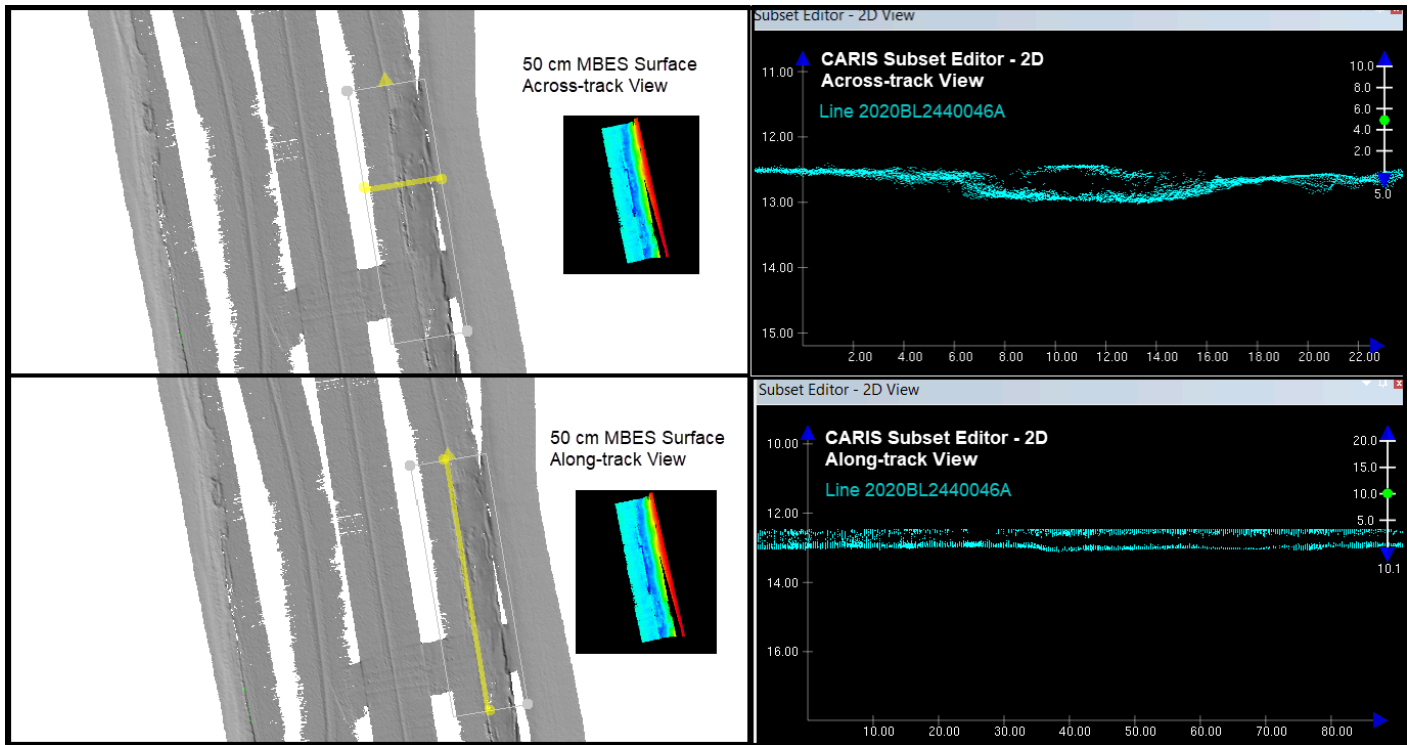 50 cm MBES Surface
Across-track View
Subset Editor - 2D View
CARIS Subset Editor - 2D
Across-track View
Line 2020BL2440046A
11.00
12.00
13.00
14.00
15.00
2.00 4.00 6.00 8.00 10.00 12.00 14.00 16.00 18.00 20.00 22.00
10.0
8.0
6.0
4.0
2.0
5.0
50 cm MBES Surface
Along-track View
Subset Editor - 2D View
CARIS Subset Editor - 2D
Along-track View
Line 2020BL2440046A
10.00
12.00
14.00
16.00
10.00 20.00 30.00 40.00 50.00 60.00 70.00 80.00
20.0
15.0
10.0
5.0
10.1